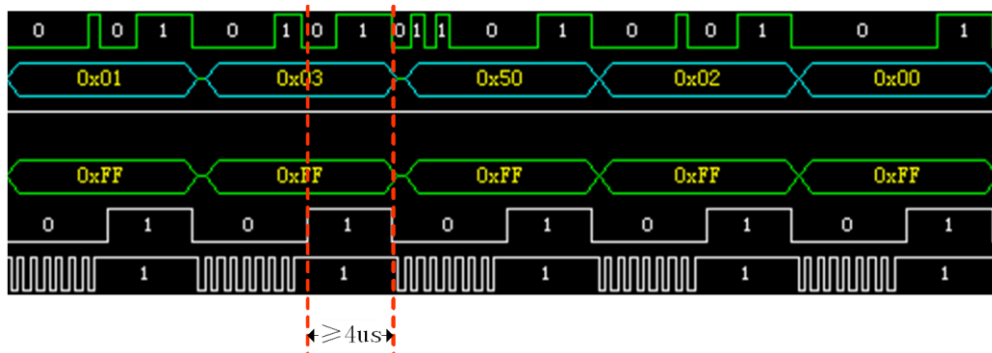 0 0 1 0 1 0 1 0 1 1 0 1 0 0 1 0 1
0x01 0x03 0x50 0x02 0x00
0xFF 0xFF 0xFF 0xFF 0xFF
0 1 0 1 0 1 0 1 0 1
1 1 1 1 1
≥4us